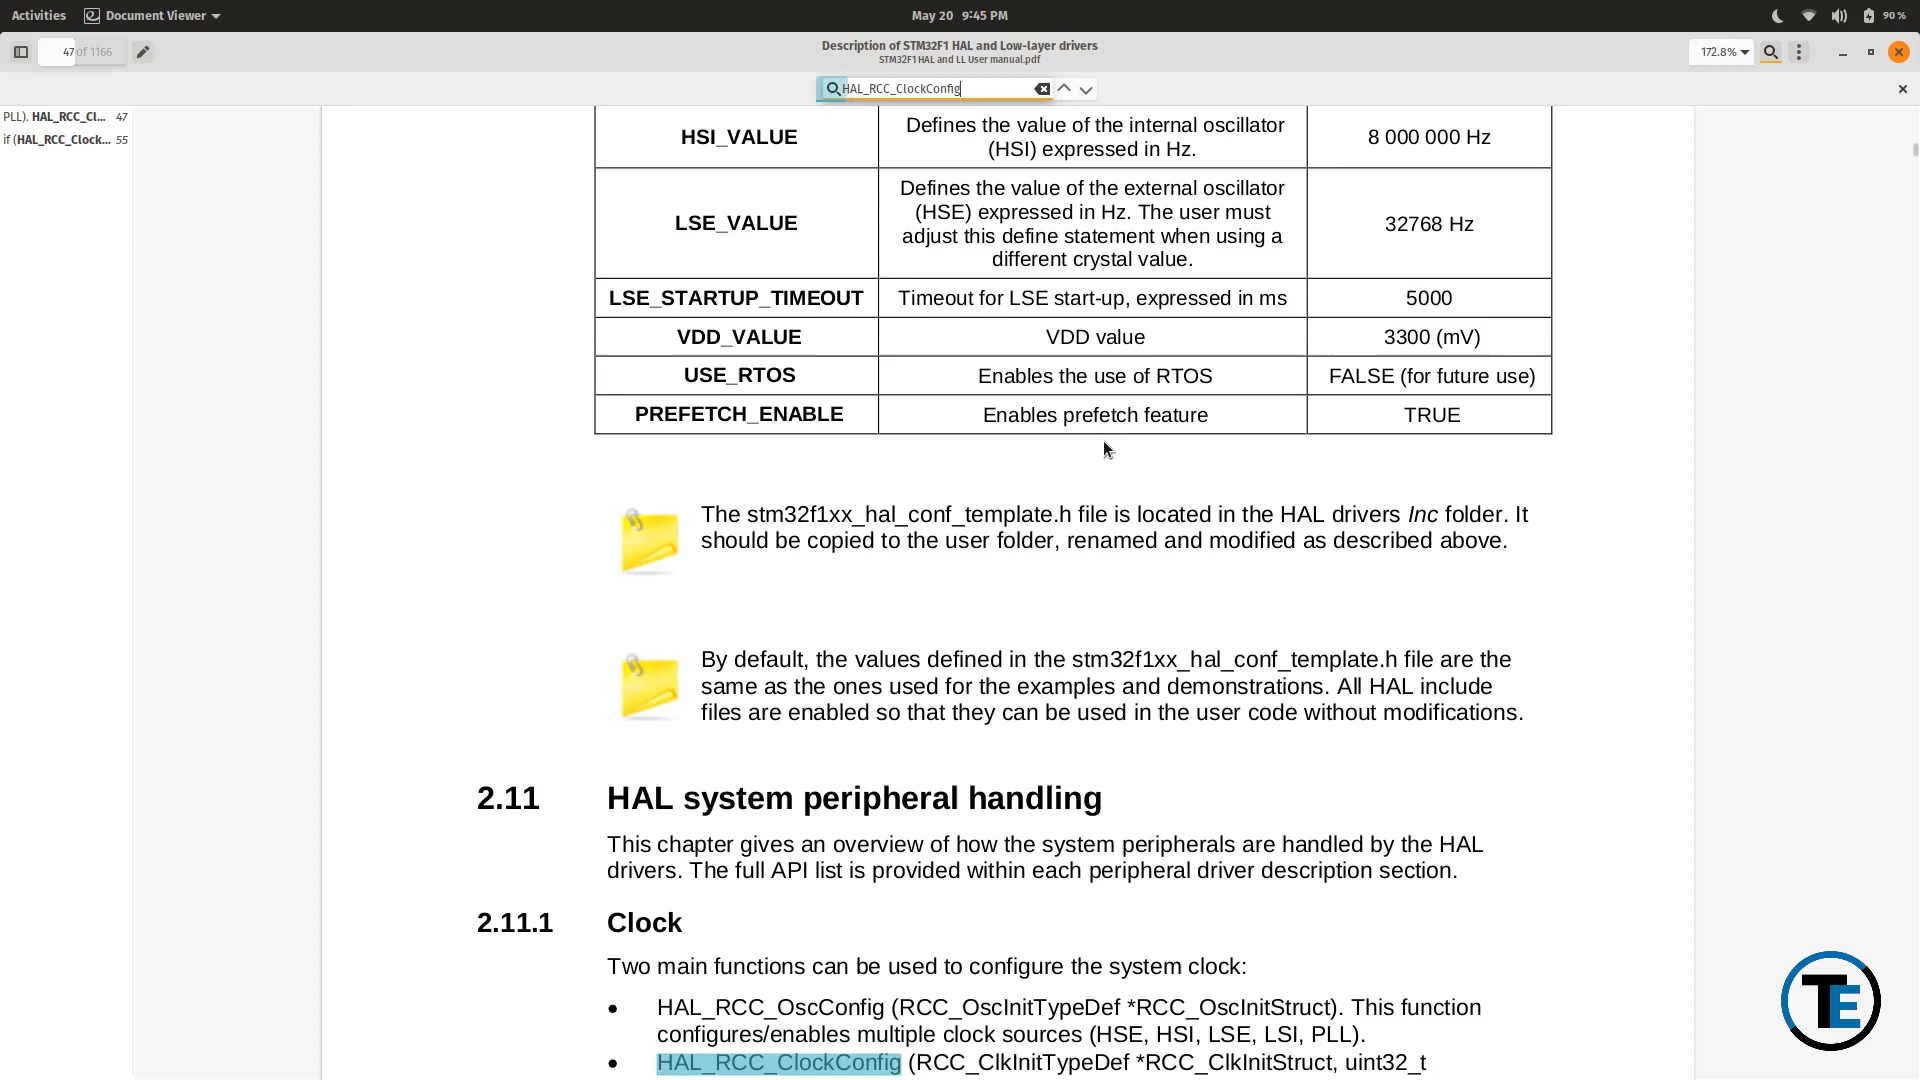 Activities
Document Viewer
May 20 9:45 PM
90 %
47 of 1166
Description of STM32F1 HAL and Low-layer drivers
STM32F1 HAL and LL User manual.pdf
172.8%
HAL_RCC_ClockConfig
PLL). HAL_RCC_Cl... 47
if (HAL_RCC_Clock... 55
HSI_VALUE
Defines the value of the internal oscillator
(HSI) expressed in Hz.
8 000 000 Hz
LSE_VALUE
Defines the value of the external oscillator
(HSE) expressed in Hz. The user must
adjust this define statement when using a
different crystal value.
32768 Hz
LSE_STARTUP_TIMEOUT
Timeout for LSE start-up, expressed in ms
5000
VDD_VALUE
VDD value
3300 (mV)
USE_RTOS
Enables the use of RTOS
FALSE (for future use)
PREFETCH_ENABLE
Enables prefetch feature
TRUE
The stm32f1xx_hal_conf_template.h file is located in the HAL drivers Inc folder. It
should be copied to the user folder, renamed and modified as described above.
By default, the values defined in the stm32f1xx_hal_conf_template.h file are the
same as the ones used for the examples and demonstrations. All HAL include
files are enabled so that they can be used in the user code without modifications.
2.11 HAL system peripheral handling
This chapter gives an overview of how the system peripherals are handled by the HAL
drivers. The full API list is provided within each peripheral driver description section.
2.11.1 Clock
Two main functions can be used to configure the system clock:
• HAL_RCC_OscConfig (RCC_OscInitTypeDef *RCC_OscInitStruct). This function
configures/enables multiple clock sources (HSE, HSI, LSE, LSI, PLL).
• HAL_RCC_ClockConfig (RCC_ClkInitTypeDef *RCC_ClkInitStruct, uint32_t
TE